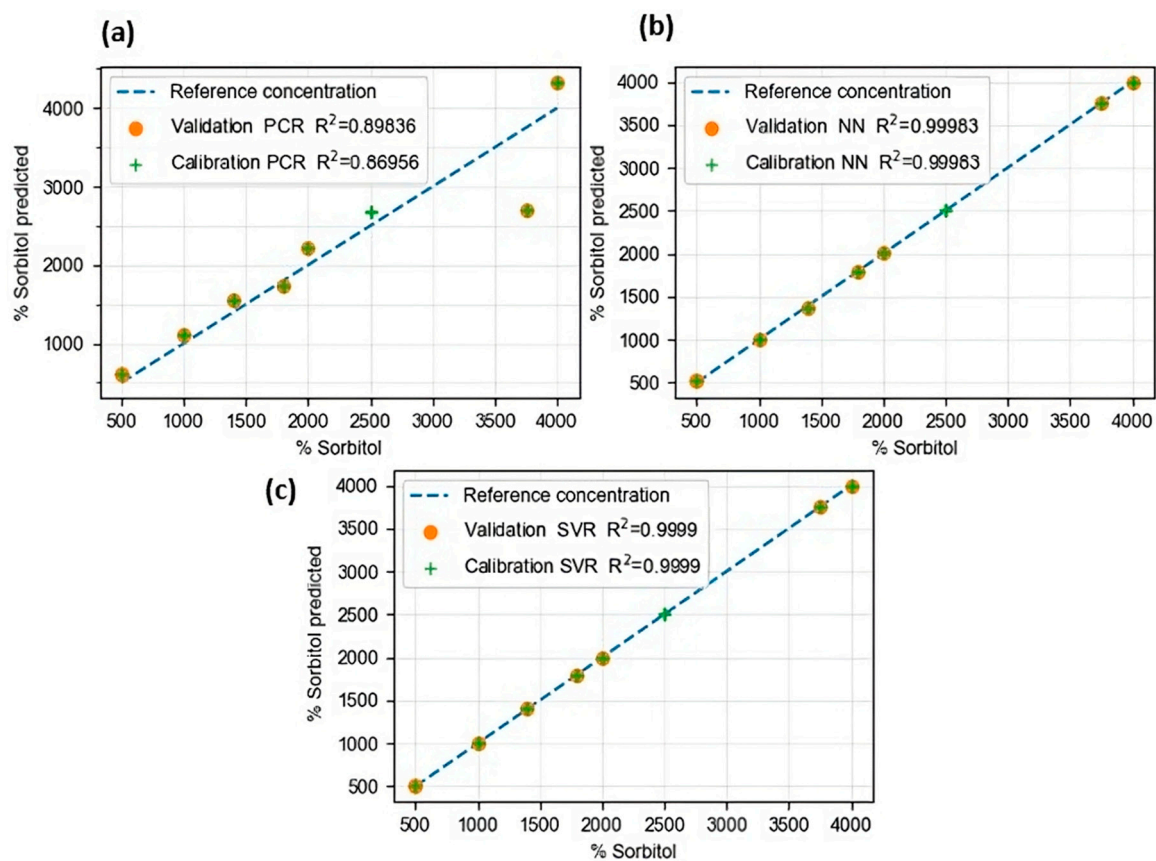 (a)
Reference concentration
Validation PCR R²=0.89836
Calibration PCR R²=0.86956
% Sorbitol predicted
4000
3000
2000
1000
500 1000 1500 2000 2500 3000 3500 4000
% Sorbitol
(b)
Reference concentration
Validation NN R²=0.99983
Calibration NN R²=0.99983
% Sorbitol predicted
4000
3500
3000
2500
2000
1500
1000
500
500 1000 1500 2000 2500 3000 3500 4000
% Sorbitol
(c)
Reference concentration
Validation SVR R²=0.9999
Calibration SVR R²=0.9999
% Sorbitol predicted
4000
3500
3000
2500
2000
1500
1000
500
500 1000 1500 2000 2500 3000 3500 4000
% Sorbitol